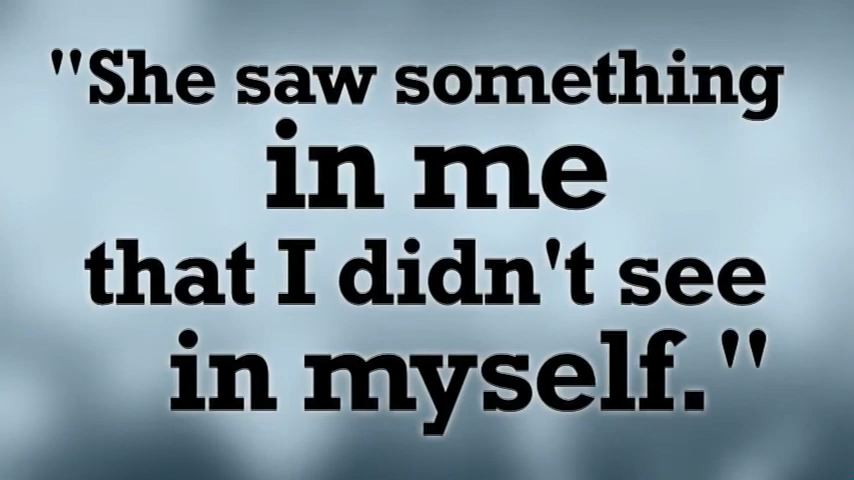 "She saw something
in me
that I didn't see
in myself."